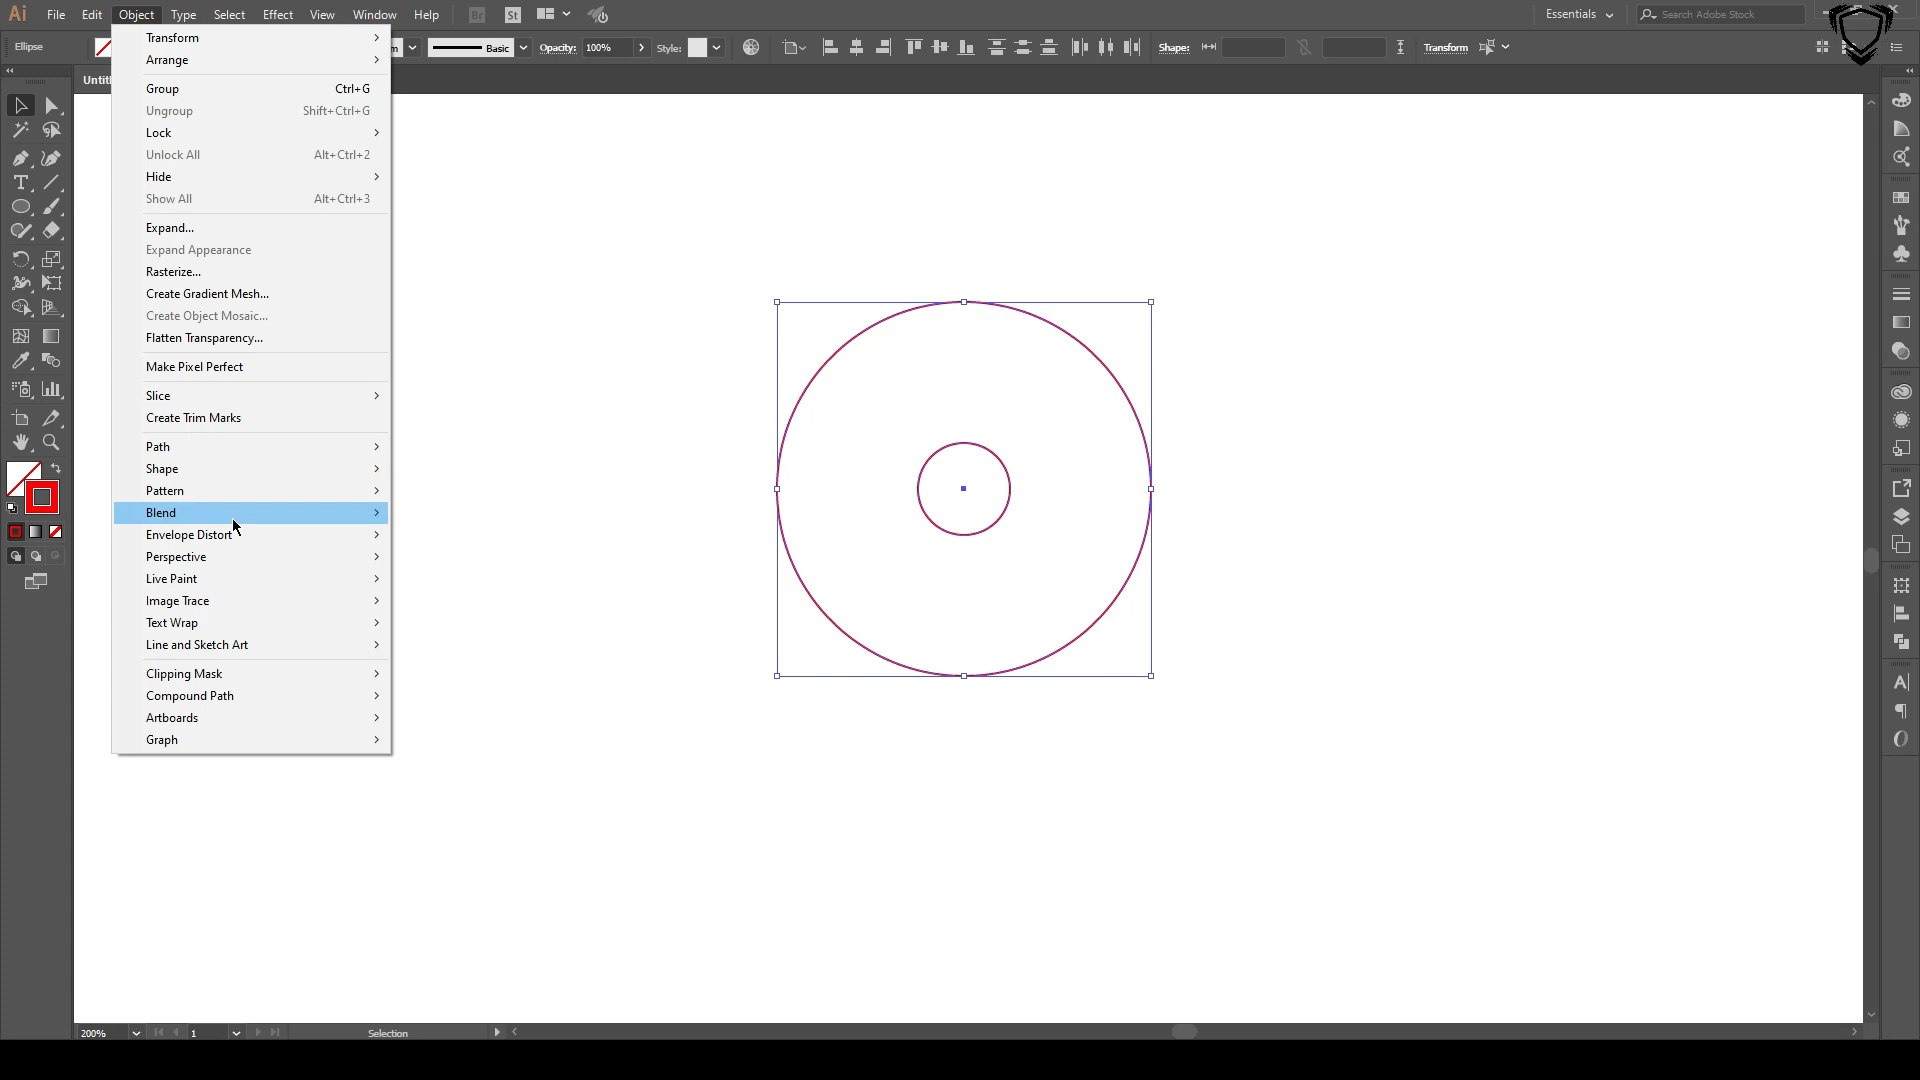 Ai File Edit Object Type Select Effect View Window Help Br St Essentials Search Adobe Stock
Ellipse Basic Opacity: 100% Style: Shape: Transform
Transform
Arrange
Group Ctrl+G
Ungroup Shift+Ctrl+G
Lock
Unlock All Alt+Ctrl+2
Hide
Show All Alt+Ctrl+3
Expand...
Expand Appearance
Rasterize...
Create Gradient Mesh...
Create Object Mosaic...
Flatten Transparency...
Make Pixel Perfect
Slice
Create Trim Marks
Path
Shape
Pattern
Blend
Envelope Distort
Perspective
Live Paint
Image Trace
Text Wrap
Line and Sketch Art
Clipping Mask
Compound Path
Artboards
Graph
200% 1 Selection